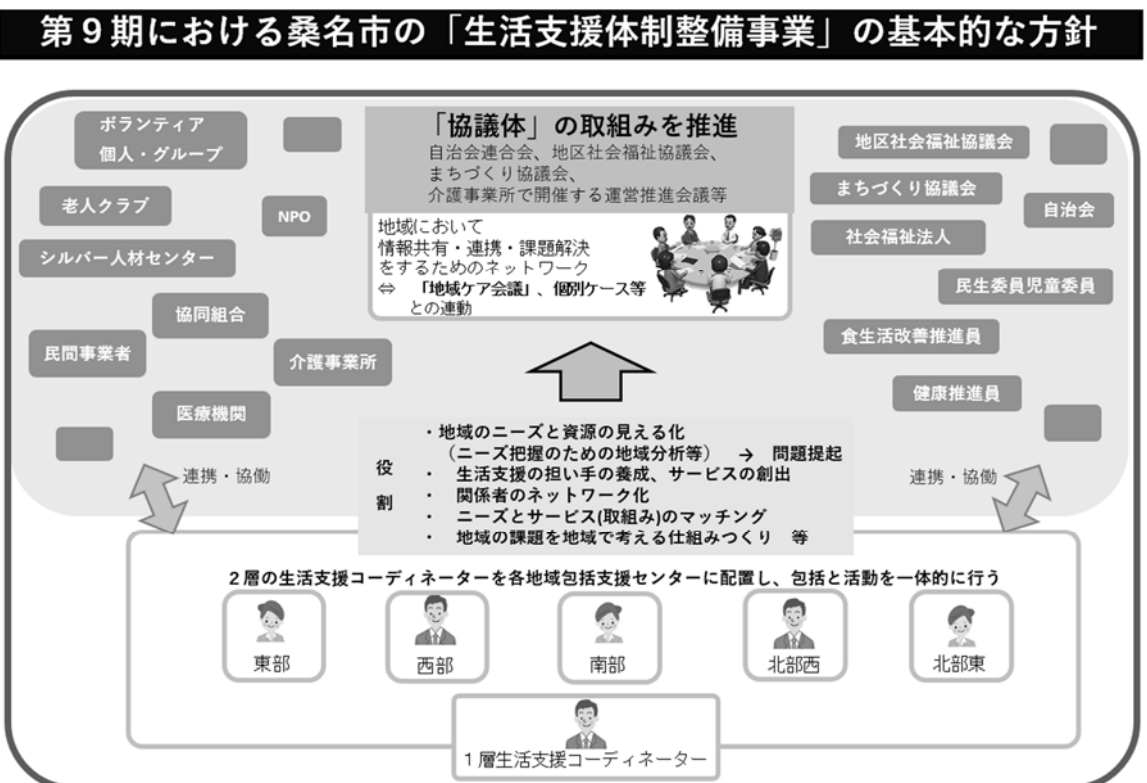 第9期における桑名市の「生活支援体制整備事業」の基本的な方針
ボランティア
個人・グループ
老人クラブ
NPO
シルバー人材センター
協同組合
民間事業者
介護事業所
医療機関
「協議体」の取組みを推進
自治会連合会、地区社会福祉協議会、
まちづくり協議会、
介護事業所で開催する運営推進会議等
地域において
情報共有・連携・課題解決
をするためのネットワーク
⇔ 「地域ケア会議」、個別ケース等
との連動
地区社会福祉協議会
まちづくり協議会
自治会
社会福祉法人
民生委員児童委員
食生活改善推進員
健康推進員
連携・協働
役
割
・地域のニーズと資源の見える化
（ニーズ把握のための地域分析等） → 問題提起
・ 生活支援の担い手の養成、サービスの創出
・ 関係者のネットワーク化
・ ニーズとサービス(取組み)のマッチング
・ 地域の課題を地域で考える仕組みつくり 等
連携・協働
2層の生活支援コーディネーターを各地域包括支援センターに配置し、包括と活動を一体的に行う
東部
西部
南部
北部西
北部東
1層生活支援コーディネーター